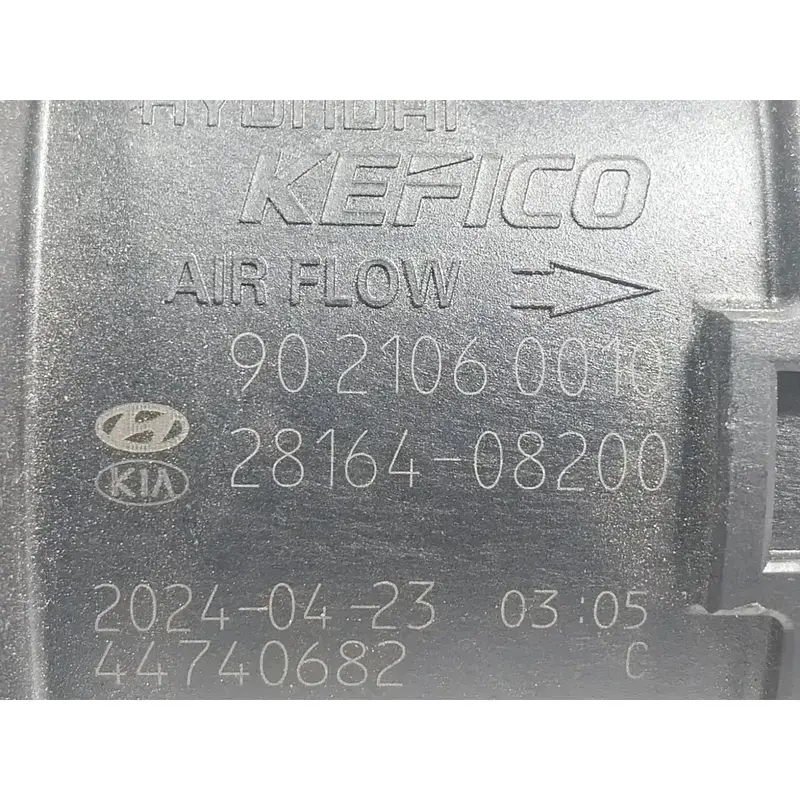 HYUNDAI
KEFICO
AIR FLOW
90 2106 0010
28164-08200
KIA
2024-04-23 03:05
44740682 C